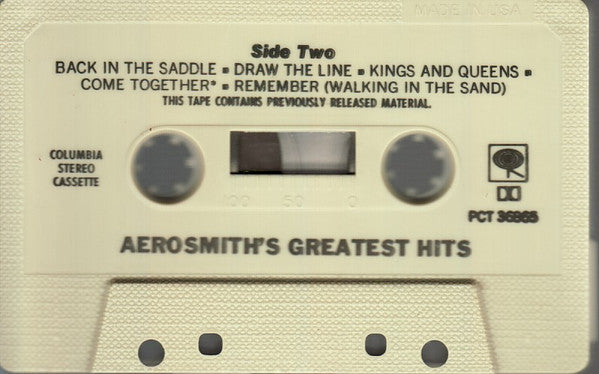 MADE IN USA
Side Two
BACK IN THE SADDLE ▪ DRAW THE LINE ▪ KINGS AND QUEENS ▪
COME TOGETHER* ▪ REMEMBER (WALKING IN THE SAND)
THIS TAPE CONTAINS PREVIOUSLY RELEASED MATERIAL.
COLUMBIA
STEREO
CASSETTE
100 50 0
PCT 36865
AEROSMITH'S GREATEST HITS